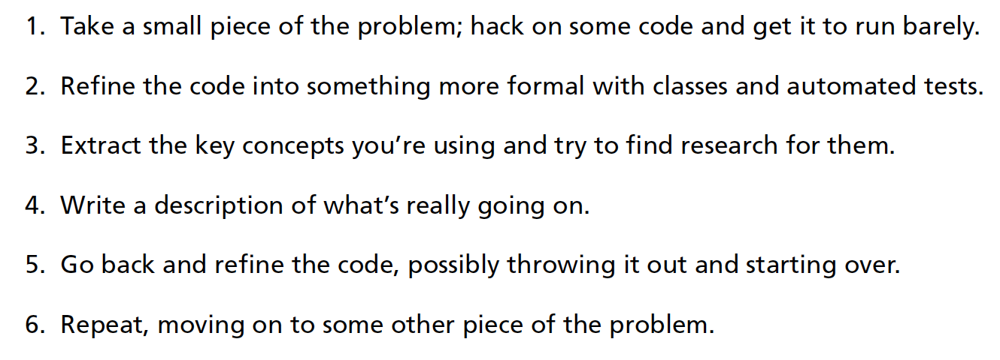 1. Take a small piece of the problem; hack on some code and get it to run barely.
2. Refine the code into something more formal with classes and automated tests.
3. Extract the key concepts you’re using and try to find research for them.
4. Write a description of what’s really going on.
5. Go back and refine the code, possibly throwing it out and starting over.
6. Repeat, moving on to some other piece of the problem.